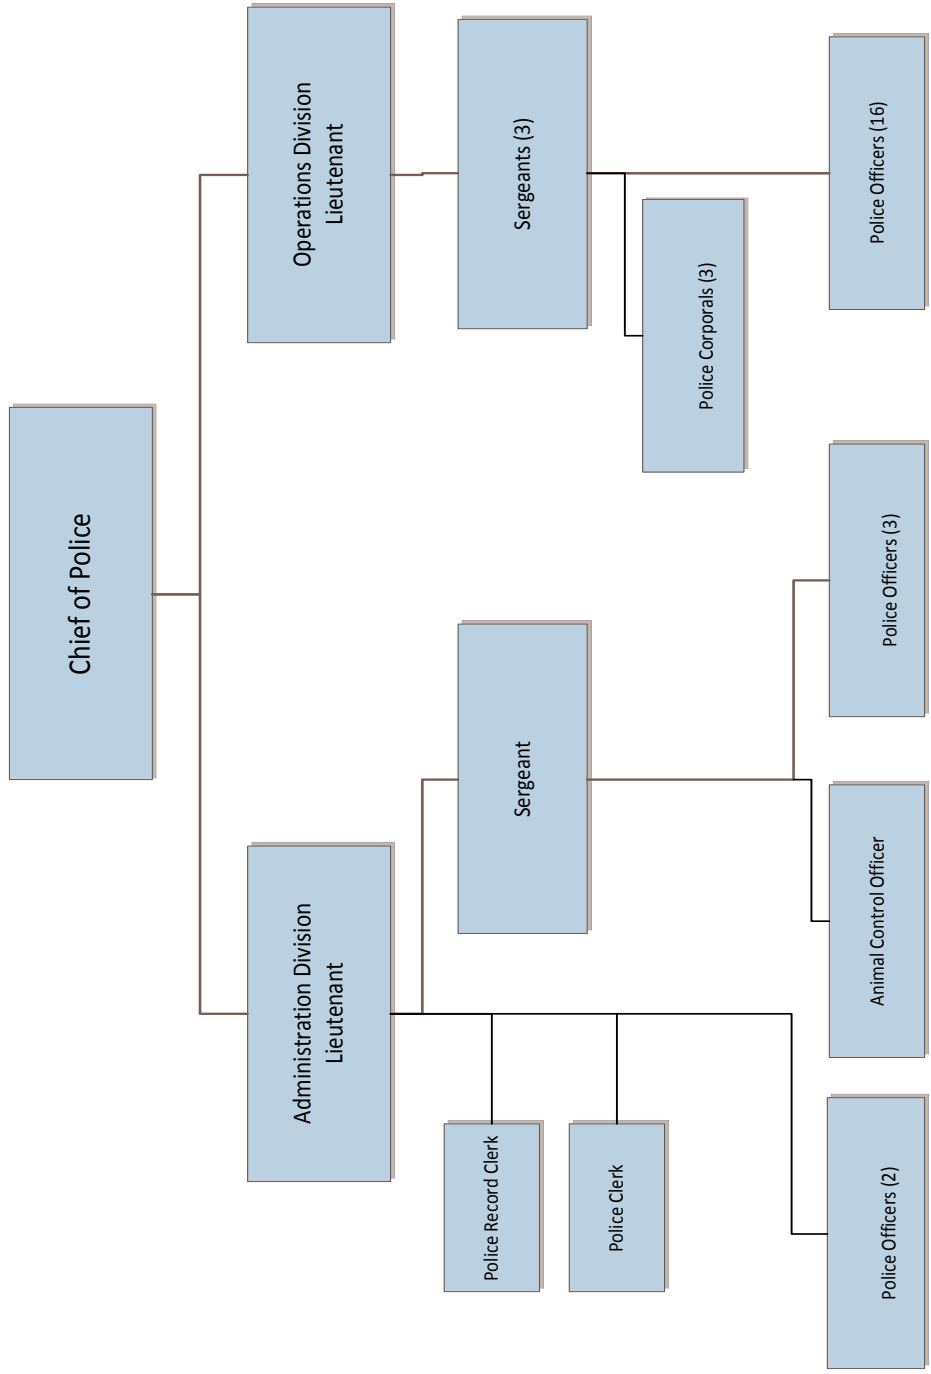 Chief of Police
Administration Division
Lieutenant
Operations Division
Lieutenant
Police Record Clerk
Police Clerk
Sergeant
Sergeants (3)
Police Corporals (3)
Police Officers (2)
Animal Control Officer
Police Officers (3)
Police Officers (16)